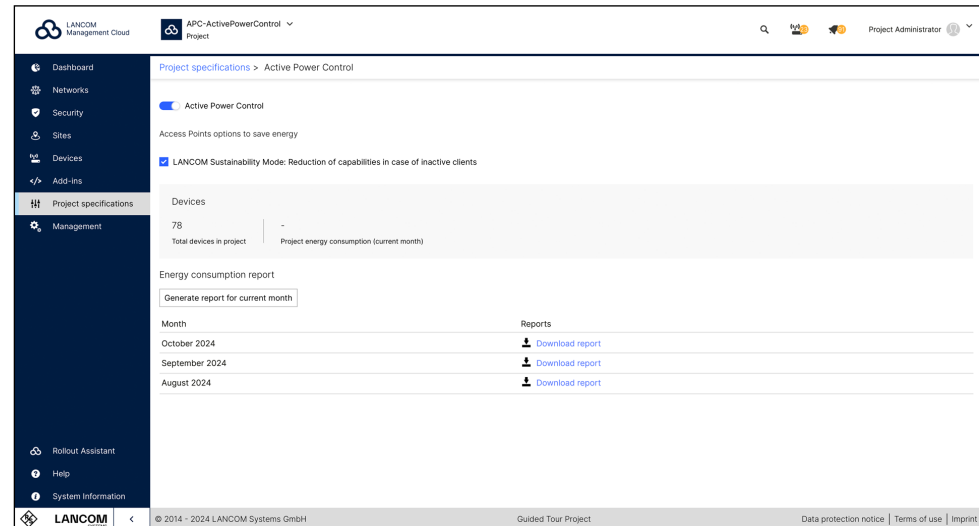 LANCOM
Management Cloud
APC-ActivePowerControl
Project
Project Administrator
Dashboard
Networks
Security
Sites
Devices
Add-ins
Project specifications
Management
Rollout Assistant
Help
System Information
LANCOM
SYSTEMS
Project specifications > Active Power Control
Active Power Control
Access Points options to save energy
LANCOM Sustainability Mode: Reduction of capabilities in case of inactive clients
Devices
78 -
Total devices in project Project energy consumption (current month)
Energy consumption report
Generate report for current month
Month Reports
October 2024 Download report
September 2024 Download report
August 2024 Download report
© 2014 - 2024 LANCOM Systems GmbH Guided Tour Project Data protection notice | Terms of use | Imprint